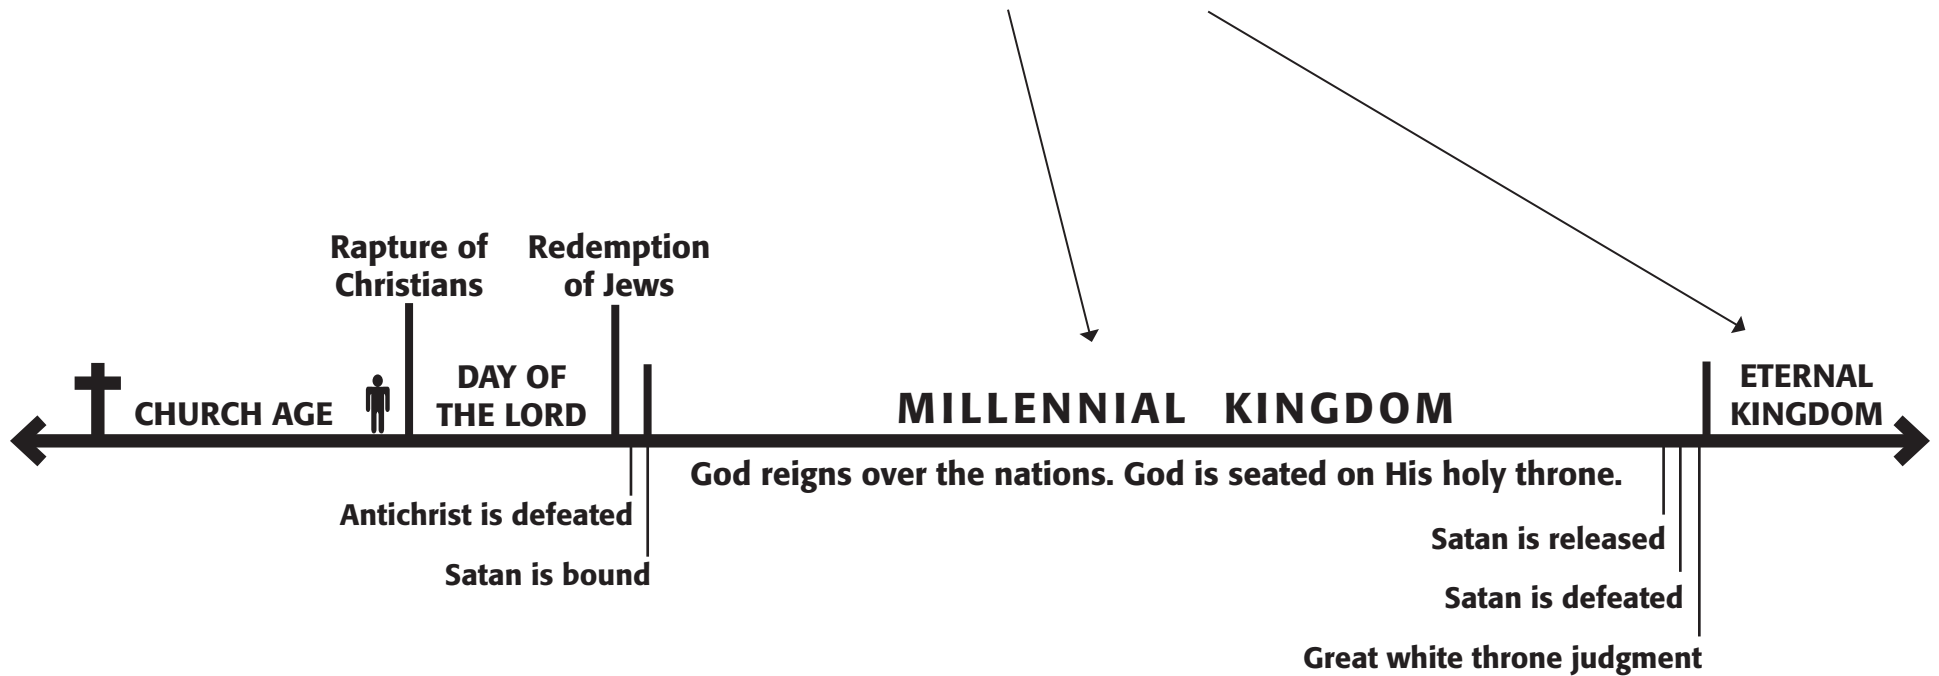 Rapture of
Christians
Redemption
of Jews
CHURCH AGE
DAY OF
THE LORD
MILLENNIAL KINGDOM
ETERNAL
KINGDOM
God reigns over the nations. God is seated on His holy throne.
Antichrist is defeated
Satan is bound
Satan is released
Satan is defeated
Great white throne judgment